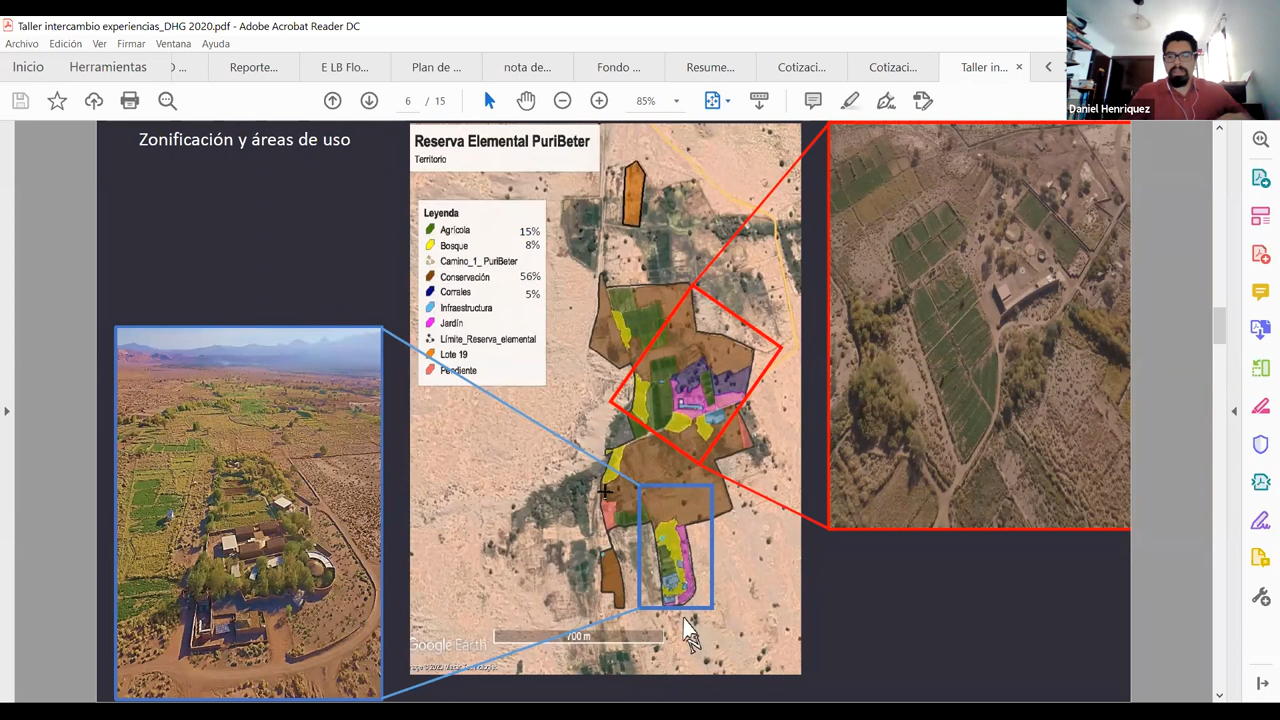 Taller intercambio experiencias_DHG 2020.pdf - Adobe Acrobat Reader DC
Archivo Edición Ver Firmar Ventana Ayuda
Inicio Herramientas Reporte... E LB Flo... Plan de ... nota de... Fondo ... Resume... Cotizaci... Cotizaci... Taller in...
6 / 15 85%
Daniel Henriquez
Zonificación y áreas de uso
Reserva Elemental PuriBeter
Territorio
Leyenda
Agrícola 15%
Bosque 8%
Camino_1_ PuriBeter
Conservación 56%
Corrales 5%
Infraestructura
Jardín
Límite_Reserva_elemental
Lote 19
Pendiente
700 m
Google Earth